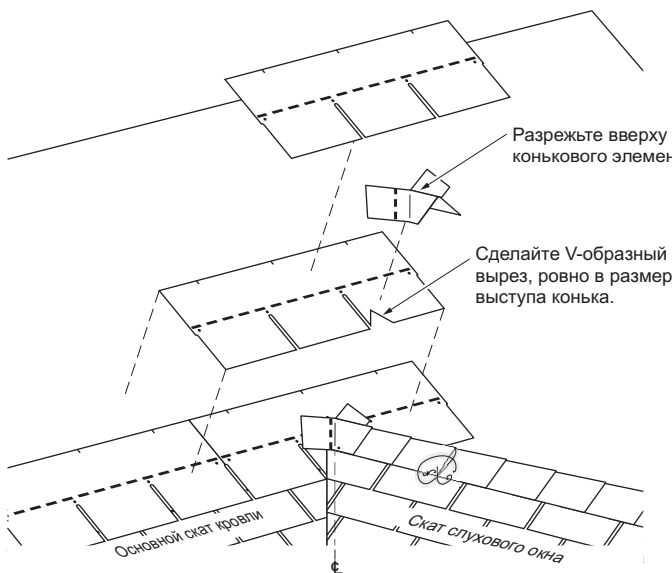 Разрежьте вверху
конькового элемен
Сделайте V-образный
вырез, ровно в размер
выступа конька.
Основной скат кровли
Скат слухового окна